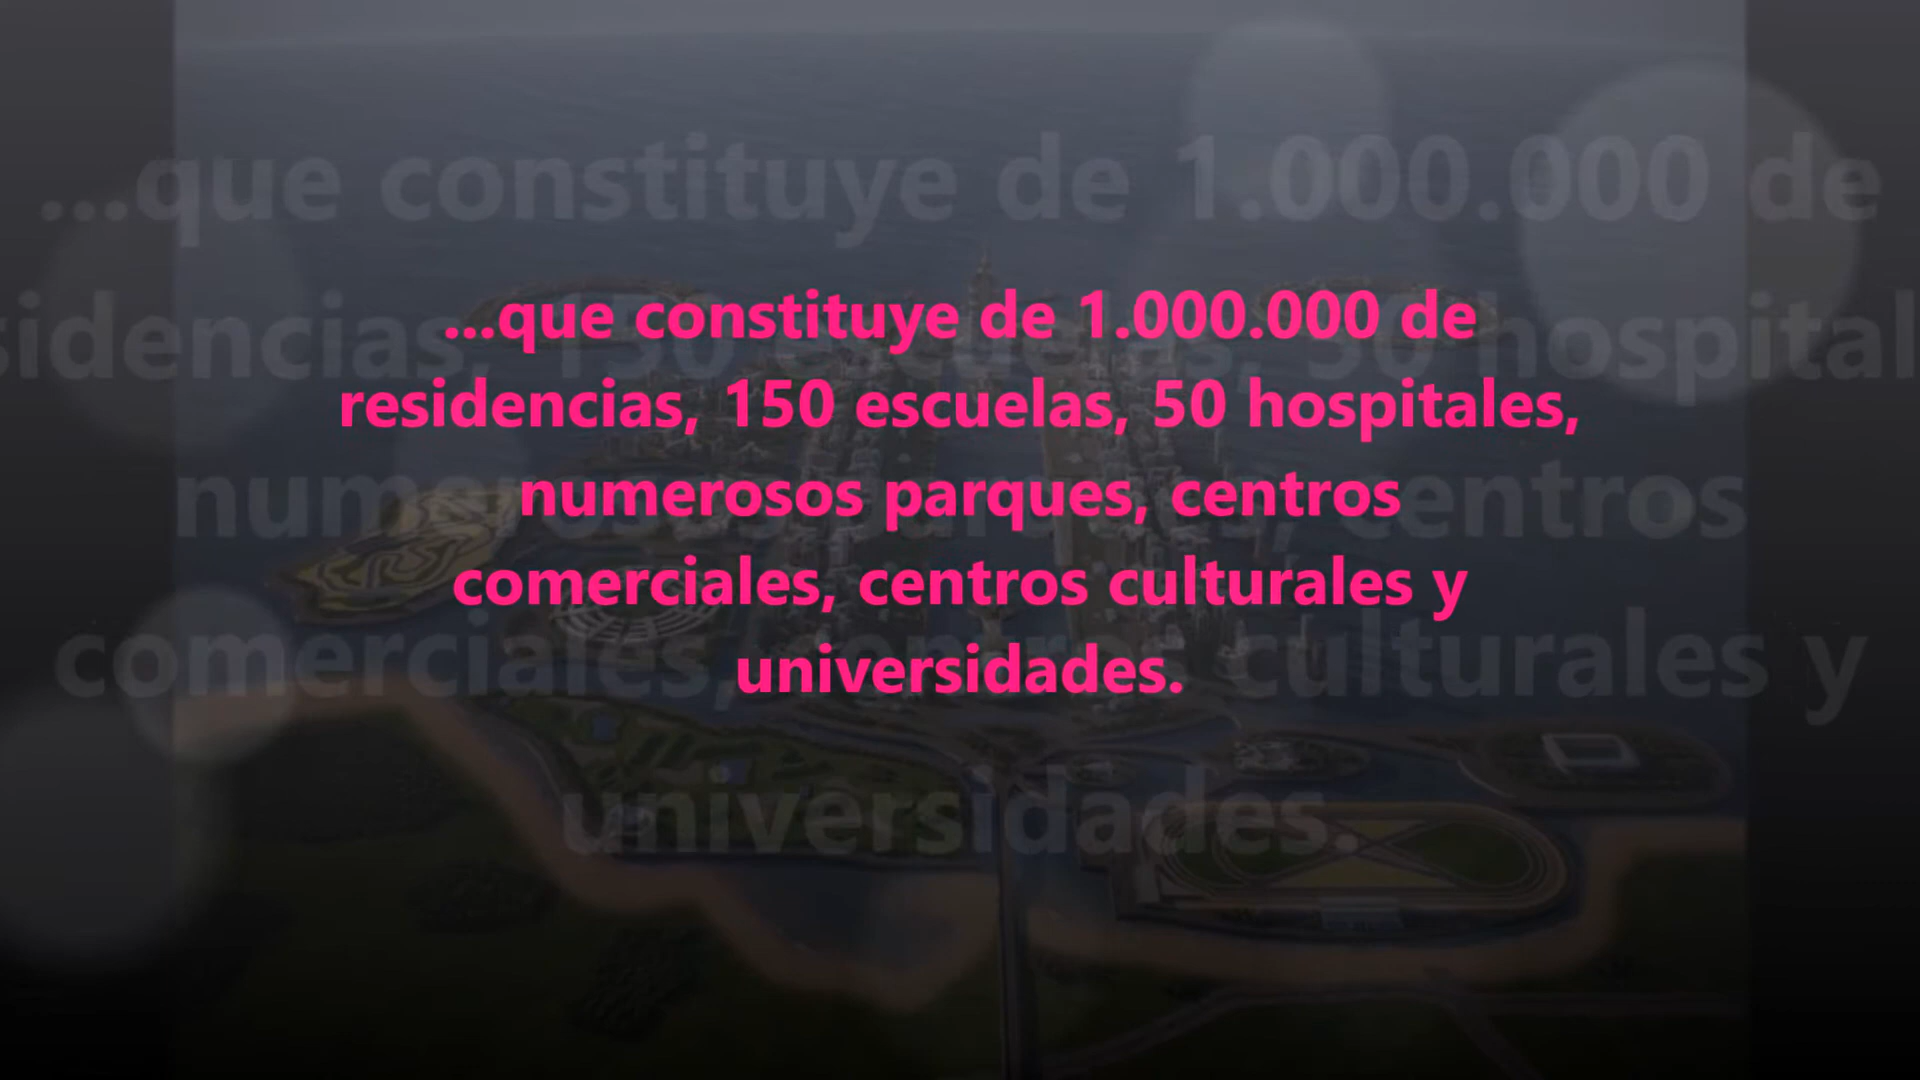 ...que constituye de 1.000.000 de
residencias, 150 escuelas, 50 hospitales,
numerosos parques, centros
comerciales, centros culturales y
universidades.